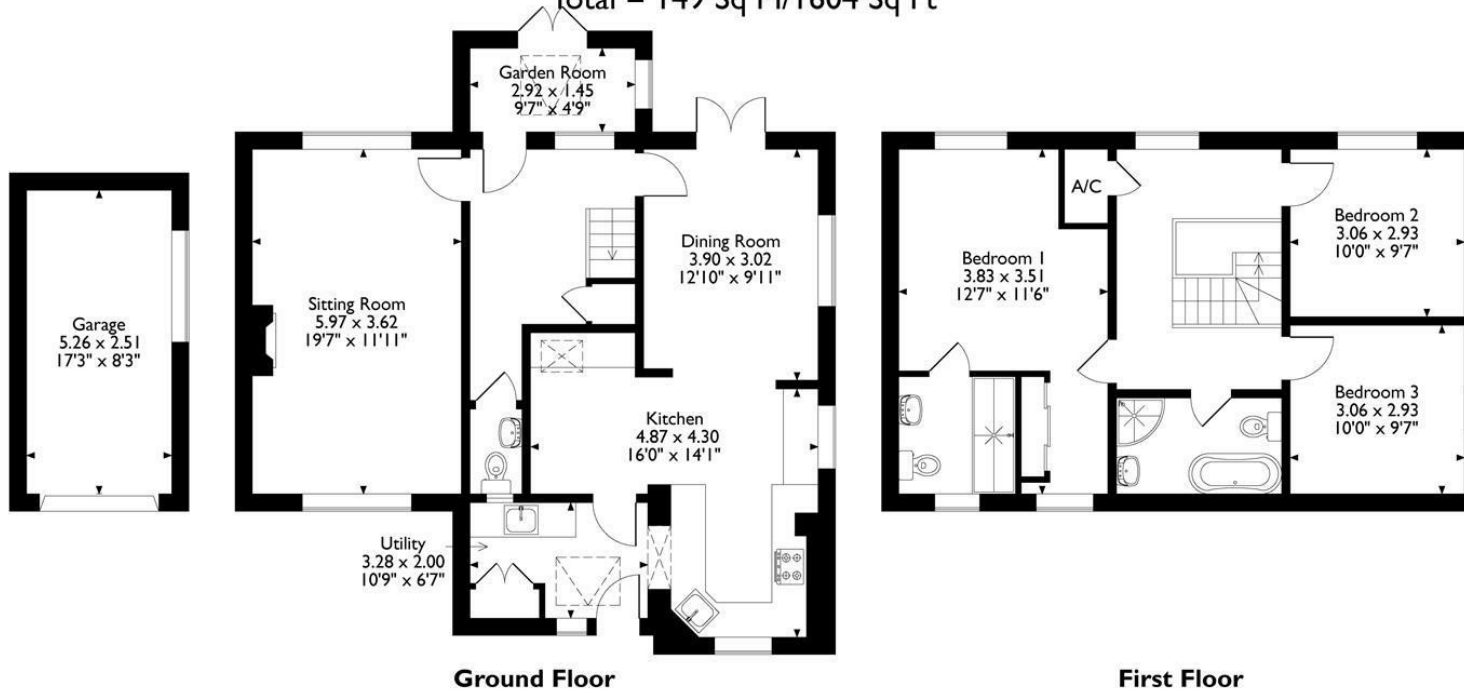 Total = 149 Sq M/1604 Sq Ft
Garden Room
2.92 x 1.45
9'7" x 4'9"
Garage
5.26 x 2.51
17'3" x 8'3"
Sitting Room
5.97 x 3.62
19'7" x 11'11"
Dining Room
3.90 x 3.02
12'10" x 9'11"
Kitchen
4.87 x 4.30
16'0" x 14'1"
Utility
3.28 x 2.00
10'9" x 6'7"
Ground Floor
A/C
Bedroom 1
3.83 x 3.51
12'7" x 11'6"
Bedroom 2
3.06 x 2.93
10'0" x 9'7"
Bedroom 3
3.06 x 2.93
10'0" x 9'7"
First Floor